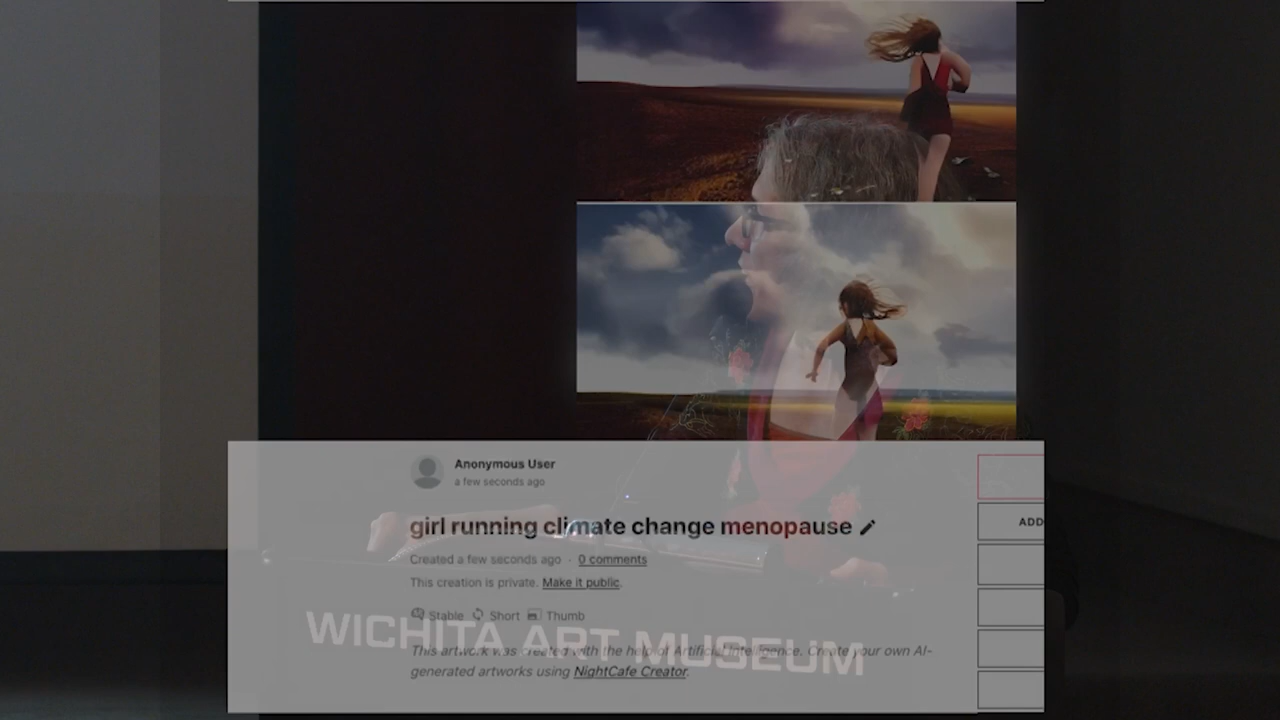 Anonymous User
a few seconds ago
girl running climate change menopause
ADD
Created a few seconds ago · 0 comments
This creation is private. Make it public.
Stable Short Thumb
WICHITA ART MUSEUM
This artwork was created with the help of Artificial Intelligence. Create your own AI-
generated artworks using NightCafe Creator.